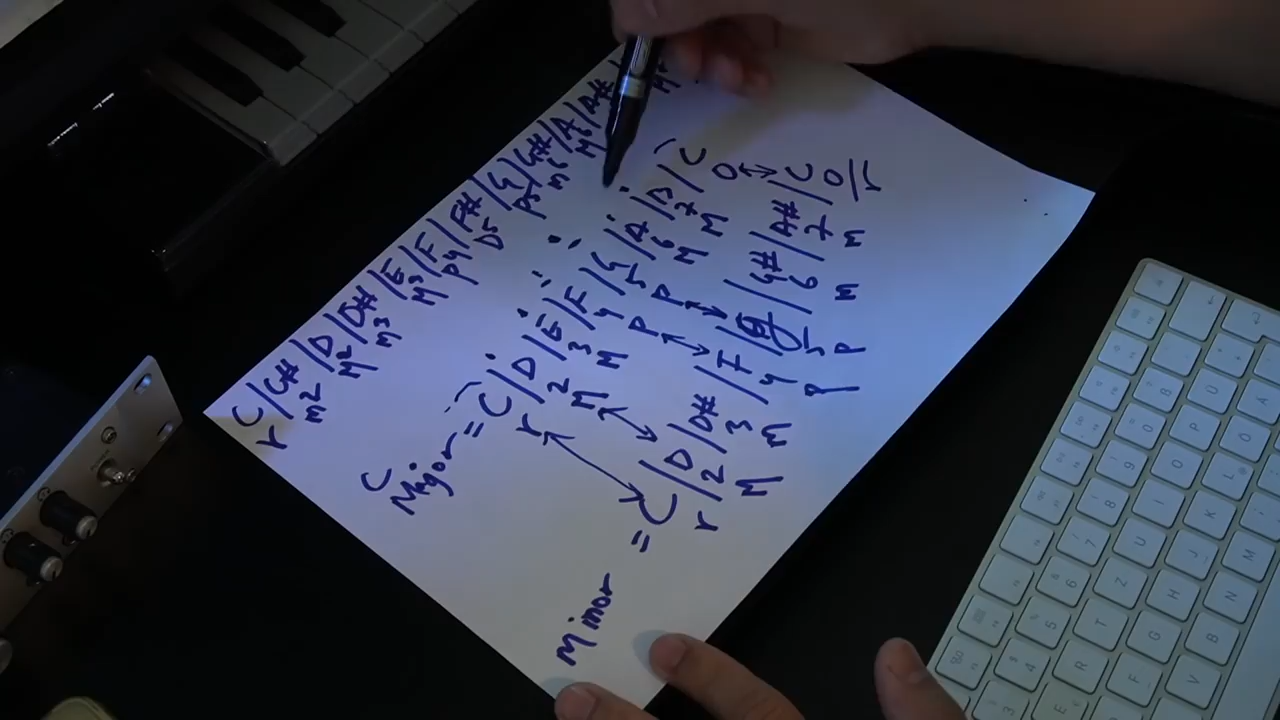 C/C#/D/D#/E/F/F#/G/G#/A/A#
r m2 M2 m3 M3 P4 D5 P5 m6 M6
C Major = C/D/E/F/G/A/B/C
r 2 3 4 5 6 7 O
M M P P M M
Minor = C/D/D#/F/G/G#/A#/C
r 2 3 4 5 6 7 O/r
M m P P m m